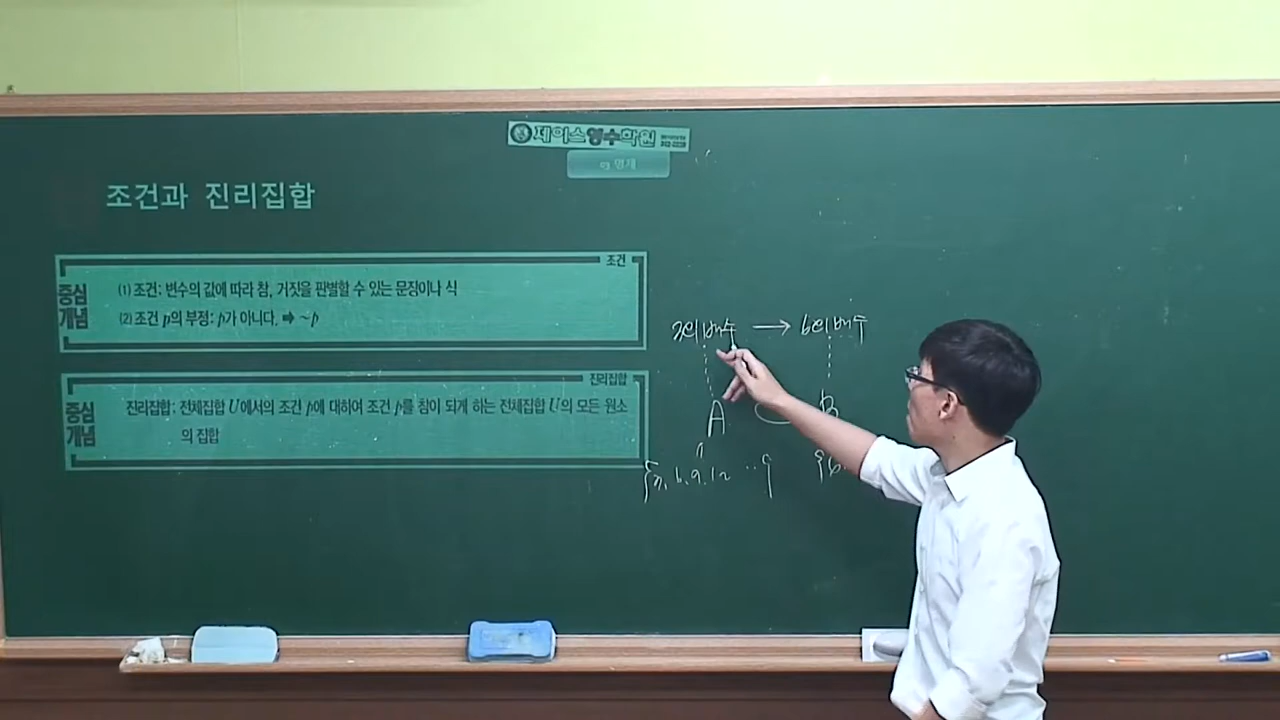 제이스영수학원
명제
조건과 진리집합
조건
중심
개념
(1) 조건: 변수의 값에 따라 참, 거짓을 판별할 수 있는 문장이나 식
(2) 조건 p의 부정: p가 아니다. ➡ ~p
진리집합
중심
개념
진리집합: 전체집합 U에서의 조건 p에 대하여 조건 p를 참이 되게 하는 전체집합 U의 모든 원소
의 집합
3의 배수 → 6의 배수
A B
{3, 6, 9, 12 ...} {6